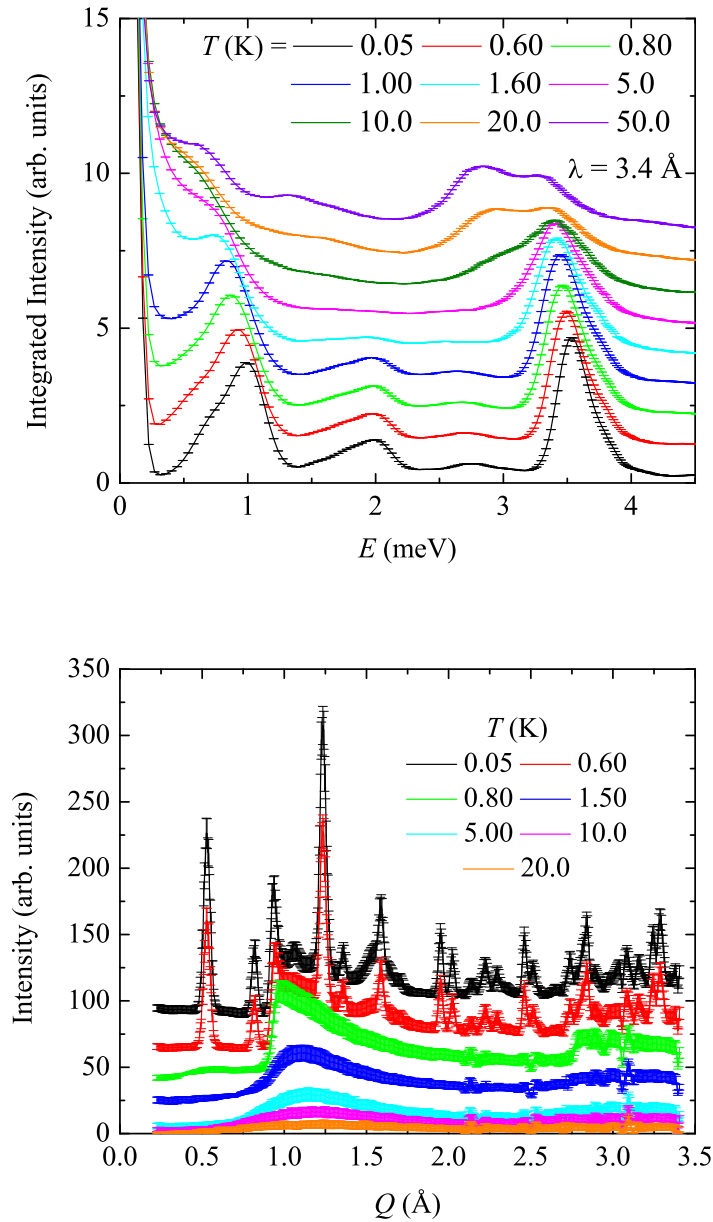 T (K) = 0.05 0.60 0.80
1.00 1.60 5.0
10.0 20.0 50.0
λ = 3.4 Å
15
10
5
0
Integrated Intensity (arb. units)
0 1 2 3 4
E (meV)
T (K)
0.05 0.60
0.80 1.50
5.00 10.0
20.0
350
300
250
200
150
100
50
0
Intensity (arb. units)
0.0 0.5 1.0 1.5 2.0 2.5 3.0 3.5
Q (Å)